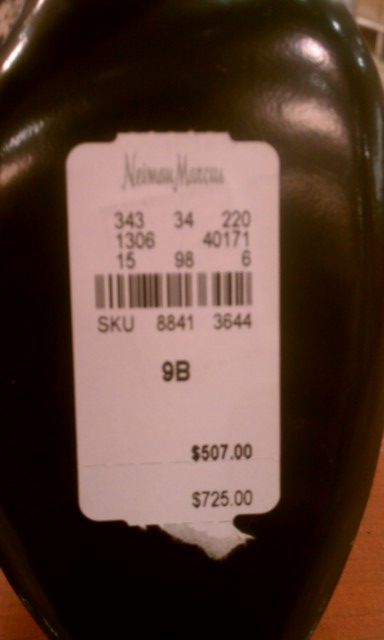 Neiman Marcus
343 34 220
1306 40171
15 98 6
SKU 8841 3644
9B
$507.00
$725.00